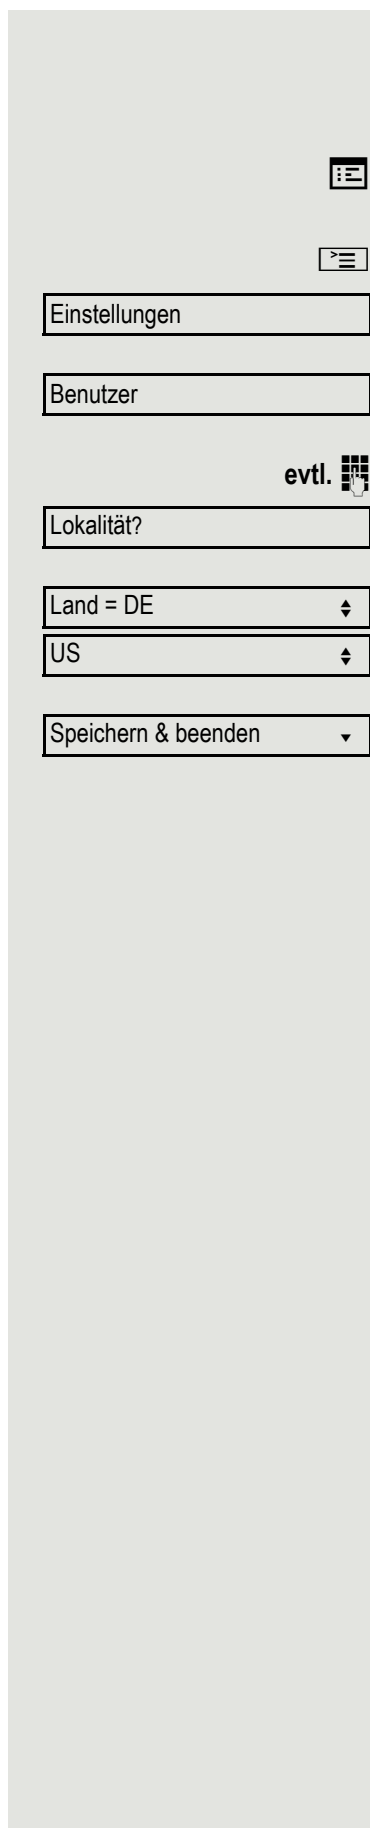 Einstellungen
Benutzer
evtl.
Lokalität?
Land = DE
US
Speichern & beenden